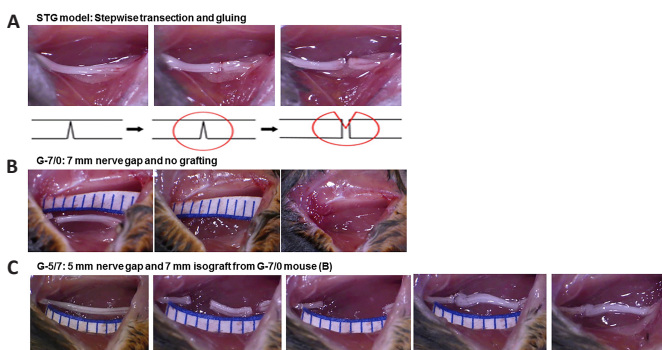 A
STG model: Stepwise transection and gluing
B
G-7/0: 7 mm nerve gap and no grafting
C
G-5/7: 5 mm nerve gap and 7 mm isograft from G-7/0 mouse (B)